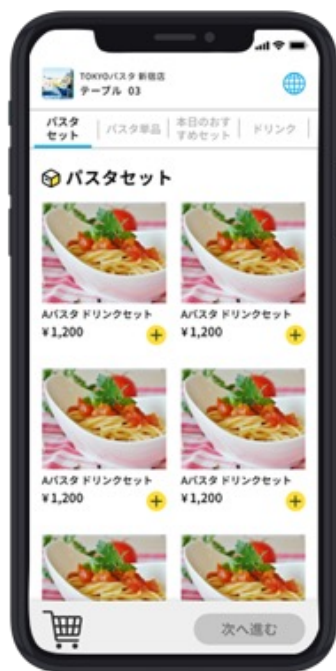 TOKYOパスタ 新宿店
テーブル 03
パスタ
セット
パスタ単品
本日のおす
すめセット
ドリンク
パスタセット
Aパスタ ドリンクセット
¥1,200
Aパスタ ドリンクセット
¥1,200
Aパスタ ドリンクセット
¥1,200
Aパスタ ドリンクセット
¥1,200
次へ進む